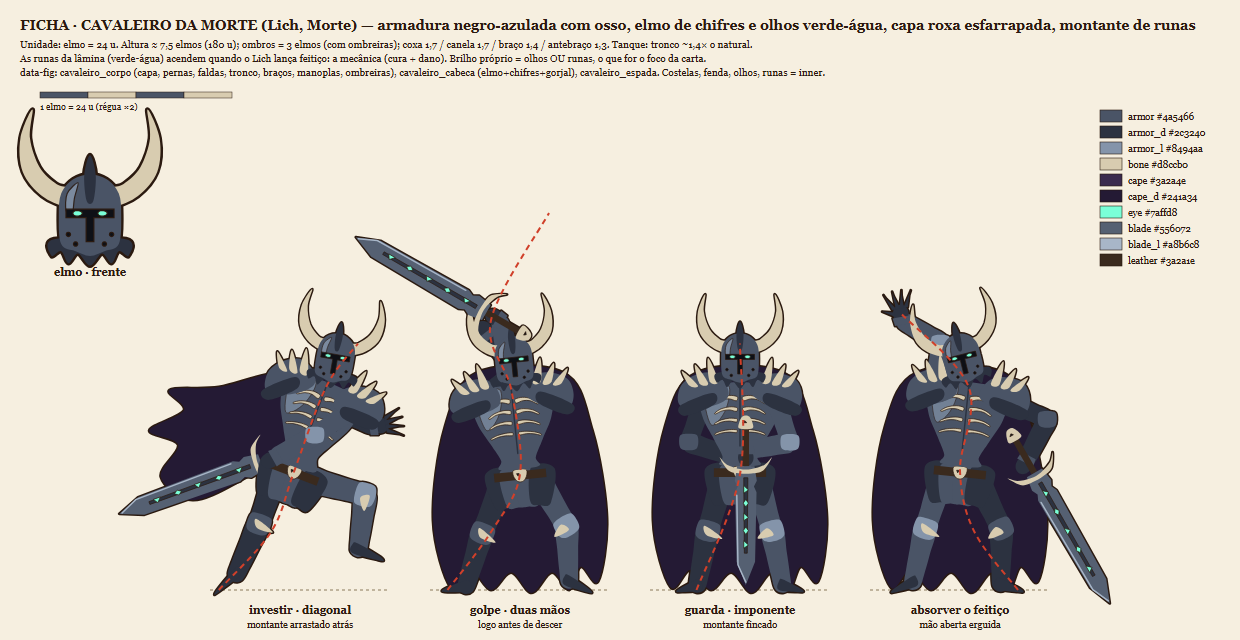 FICHA · CAVALEIRO DA MORTE (Lich, Morte) — armadura negro-azulada com osso, elmo de chifres e olhos verde-água, capa roxa esfarrapada, montante de runas
Unidade: elmo = 24 u. Altura ≈ 7,5 elmos (180 u); ombros = 3 elmos (com ombreiras); coxa 1,7 / canela 1,7 / braço 1,4 / antebraço 1,3. Tanque: tronco ~1,4× o natural.
As runas da lâmina (verde-água) acendem quando o Lich lança feitiço: a mecânica (cura + dano). Brilho próprio = olhos OU runas, o que for o foco da carta.
data-fig: cavaleiro_corpo (capa, pernas, faldas, tronco, braços, manoplas, ombreiras), cavaleiro_cabeca (elmo+chifres+gorjal), cavaleiro_espada. Costelas, fenda, olhos, runas = inner.
1 elmo = 24 u (régua ×2)
elmo · frente
armor #4a5466
armor_d #2c3240
armor_l #8494aa
bone #d8ccb0
cape #3a2a4e
cape_d #241a34
eye #7affd8
blade #556072
blade_l #a8b6c8
leather #3a2a1e
investir · diagonal
montante arrastado atrás
golpe · duas mãos
logo antes de descer
guarda · imponente
montante fincado
absorver o feitiço
mão aberta erguida